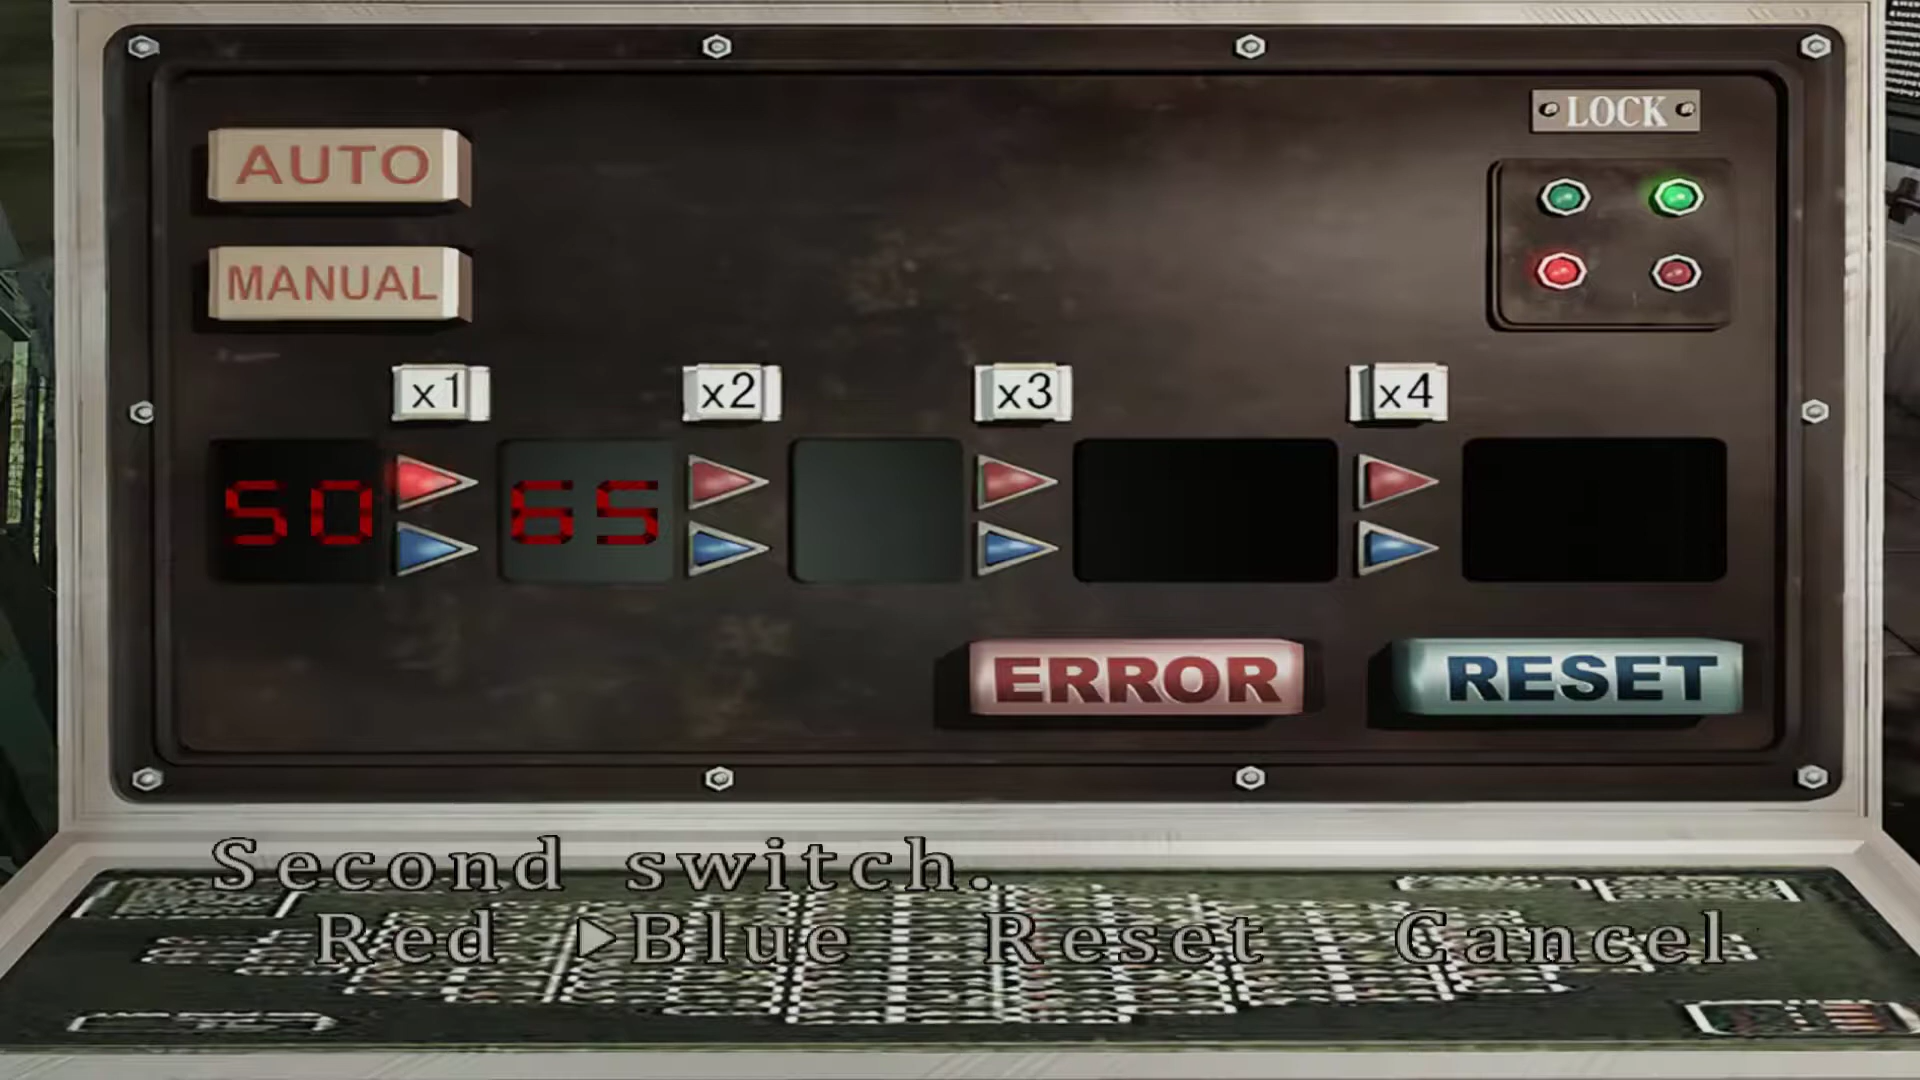 LOCK
AUTO
MANUAL
x1 x2 x3 x4
50 65
ERROR RESET
Second switch.
Red Blue Reset Cancel